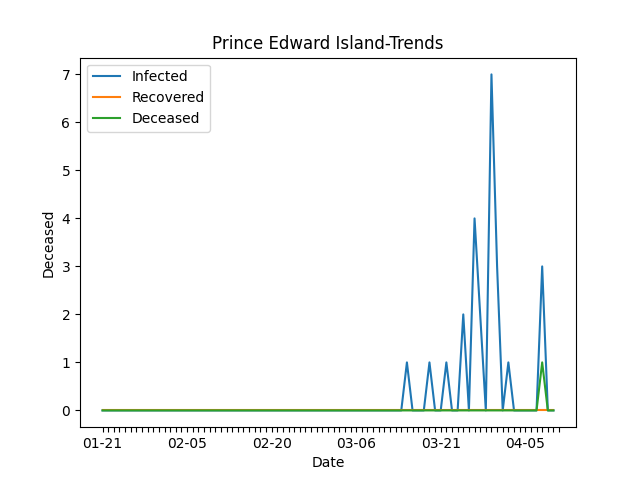 Prince Edward Island-Trends
Infected
Recovered
Deceased
7
6
5
4
3
2
1
0
Deceased
01-21 02-05 02-20 03-06 03-21 04-05
Date